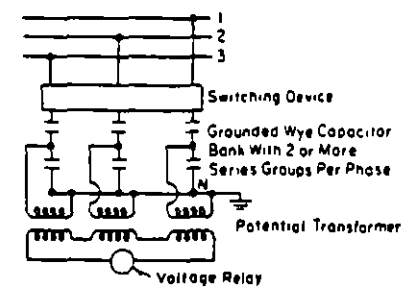 1
2
3
Switching Device
Grounded Wye Capacitor
Bank With 2 or More
Series Groups Per Phase
N
Potential Transformer
Voltage Relay